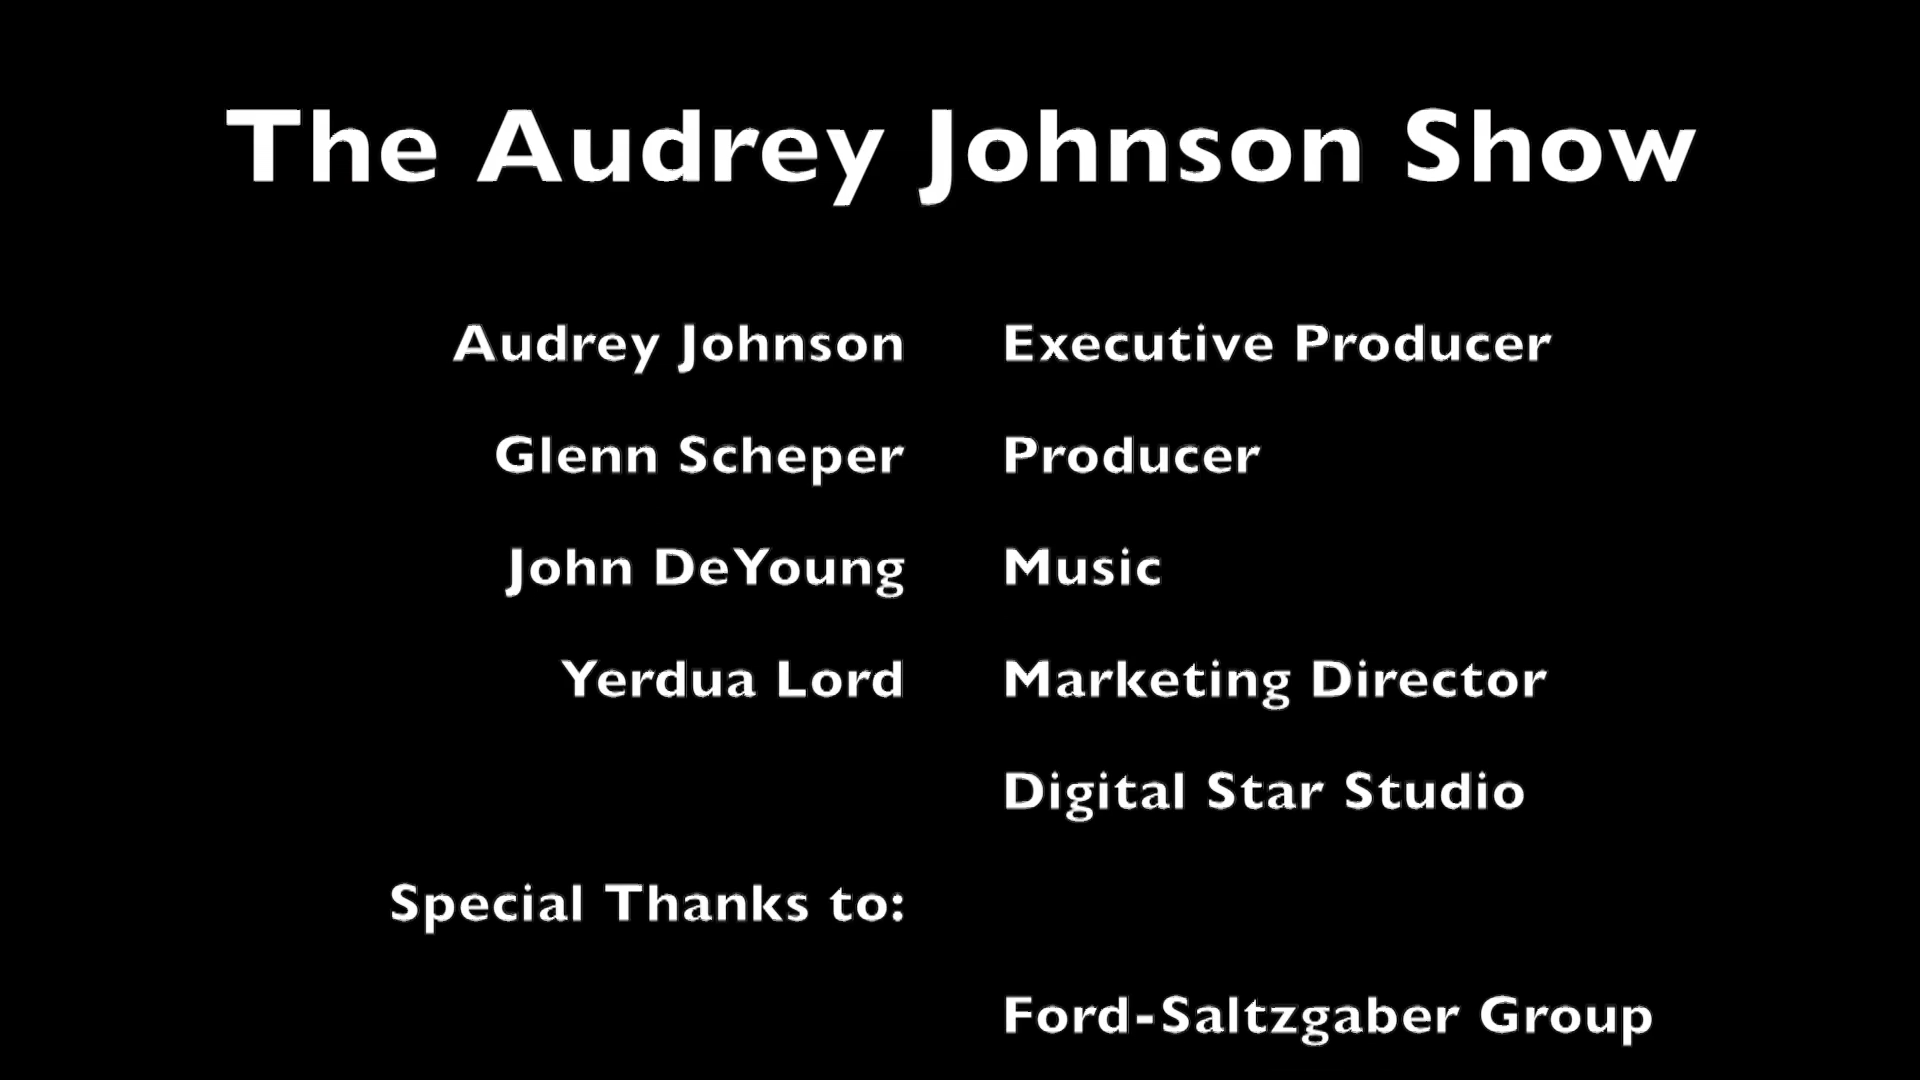 The Audrey Johnson Show
Audrey Johnson Executive Producer
Glenn Scheper Producer
John DeYoung Music
Yerdua Lord Marketing Director
Digital Star Studio
Special Thanks to:
Ford-Saltzgaber Group